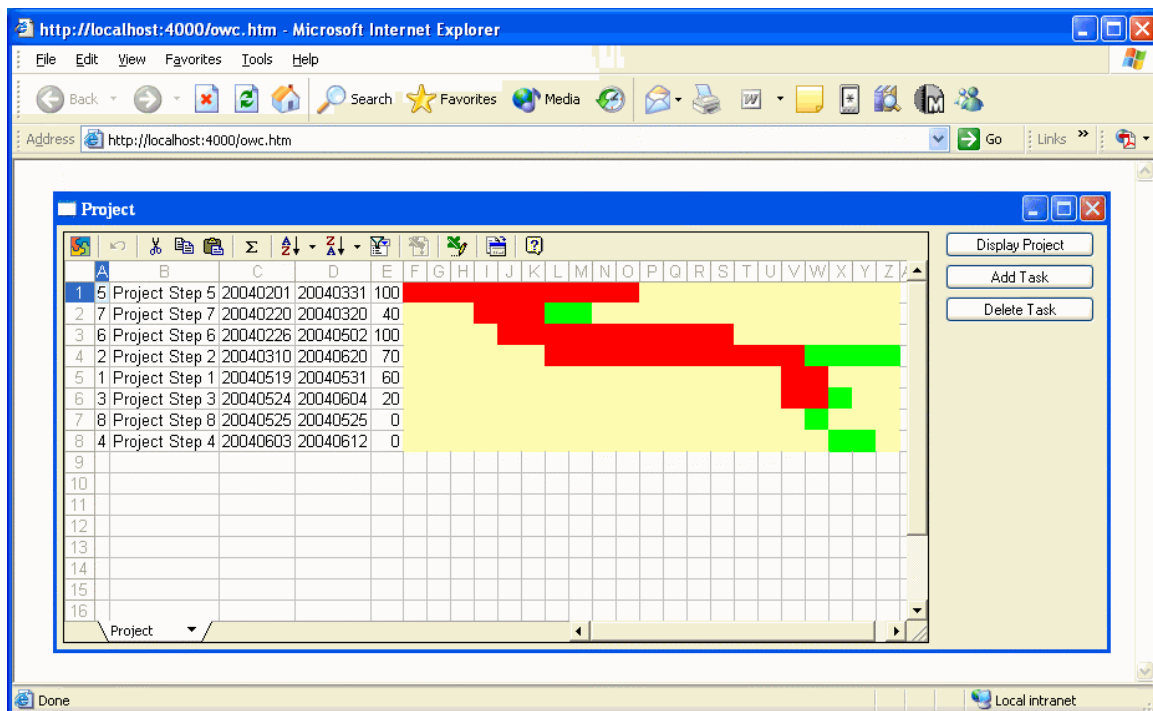 http://localhost:4000/owc.htm - Microsoft Internet Explorer
File Edit View Favorites Tools Help
Back Search Favorites Media
Address http://localhost:4000/owc.htm Go Links »
Project
Display Project
Add Task
Delete Task
A B C D E F G H I J K L M N O P Q R S T U V W X Y Z
1 5 Project Step 5 20040201 20040331 100
2 7 Project Step 7 20040220 20040320 40
3 6 Project Step 6 20040226 20040502 100
4 2 Project Step 2 20040310 20040620 70
5 1 Project Step 1 20040519 20040531 60
6 3 Project Step 3 20040524 20040604 20
7 8 Project Step 8 20040525 20040525 0
8 4 Project Step 4 20040603 20040612 0
9
10
11
12
13
14
15
16
Project
Done Local intranet